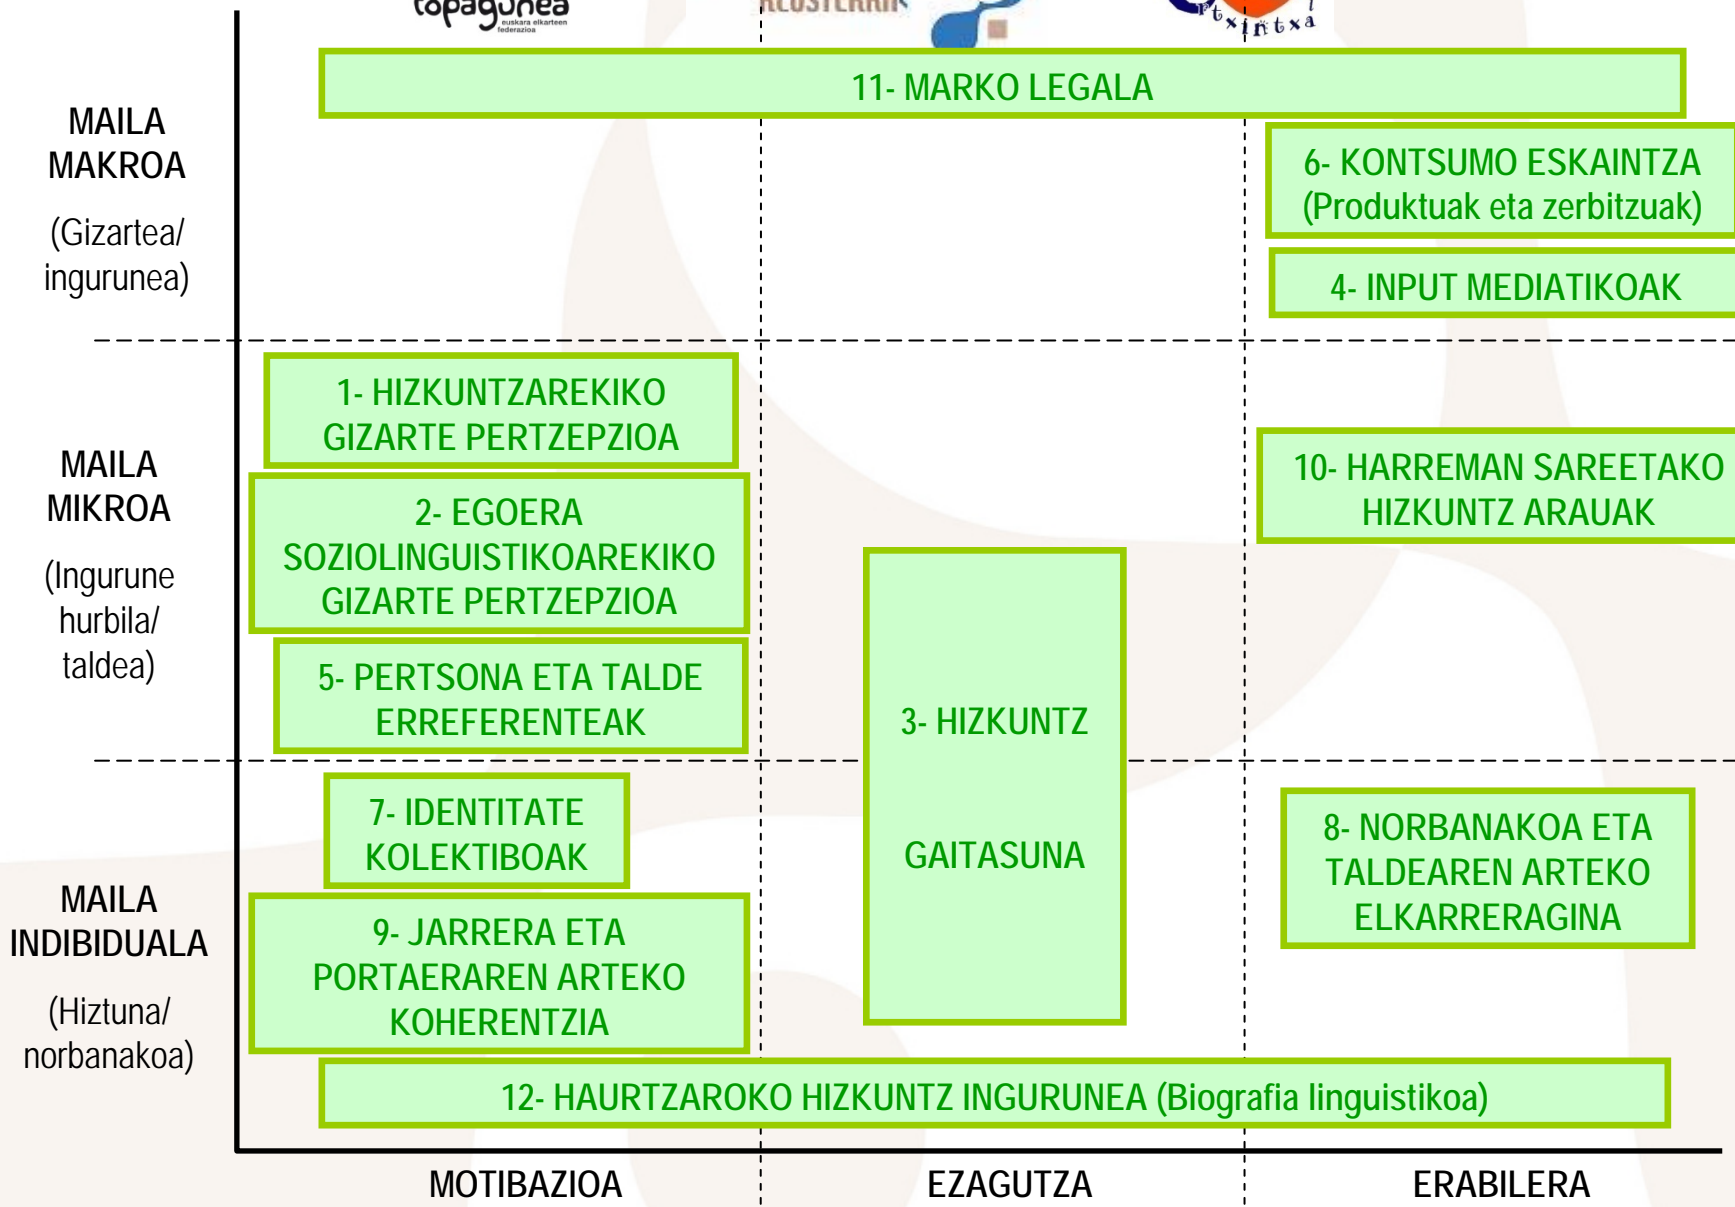 topagunea
euskara elkarteen
federazioa
11- MARKO LEGALA
MAILA
MAKROA
(Gizartea/
ingurunea)
6- KONTSUMO ESKAINTZA
(Produktuak eta zerbitzuak)
4- INPUT MEDIATIKOAK
MAILA
MIKROA
(Ingurune
hurbila/
taldea)
1- HIZKUNTZAREKIKO
GIZARTE PERTZEPZIOA
2- EGOERA
SOZIOLINGUISTIKOAREKIKO
GIZARTE PERTZEPZIOA
5- PERTSONA ETA TALDE
ERREFERENTEAK
3- HIZKUNTZ
GAITASUNA
10- HARREMAN SAREETAKO
HIZKUNTZ ARAUAK
MAILA
INDIBIDUALA
(Hiztuna/
norbanakoa)
7- IDENTITATE
KOLEKTIBOAK
9- JARRERA ETA
PORTAERAREN ARTEKO
KOHERENTZIA
8- NORBANAKOA ETA
TALDEAREN ARTEKO
ELKARRERAGINA
12- HAURTZAROKO HIZKUNTZ INGURUNEA (Biografia linguistikoa)
MOTIBAZIOA
EZAGUTZA
ERABILERA